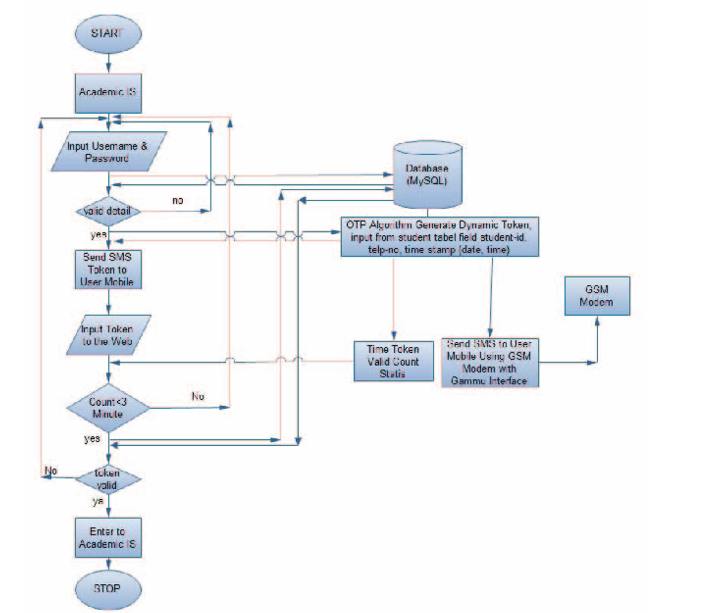 START
Academic IS
Input Username &
Password
Database
(MySQL)
valid detail
no
yes
OTP Algorithm Generate Dynamic Token,
input from student tabel field student-id,
telp-no, time stamp (date, time)
Send SMS
Token to
User Mobile
GSM
Modem
Input Token
to the Web
Time Token
Valid Count
Statis
Send SMS to User
Mobile Using GSM
Modem with
Gammu Interface
Count<3
Minute
No
yes
No
token
valid
ya
Enter to
Academic IS
STOP